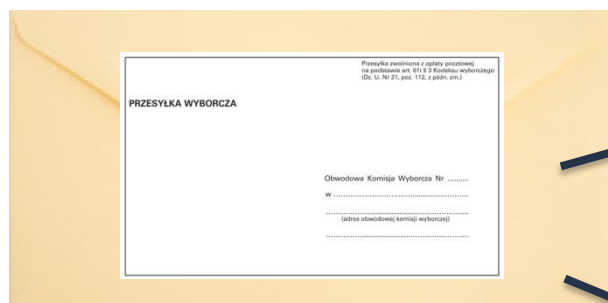 Przesyłka zwolniona z opłaty pocztowej
na podstawie art. 61i § 3 Kodeksu wyborczego
(Dz. U. Nr 21, poz. 112, z późn. zm.)
PRZESYŁKA WYBORCZA
Obwodowa Komisja Wyborcza Nr .........
w ......................................................
......................................................
(adres obwodowej komisji wyborczej)
......................................................